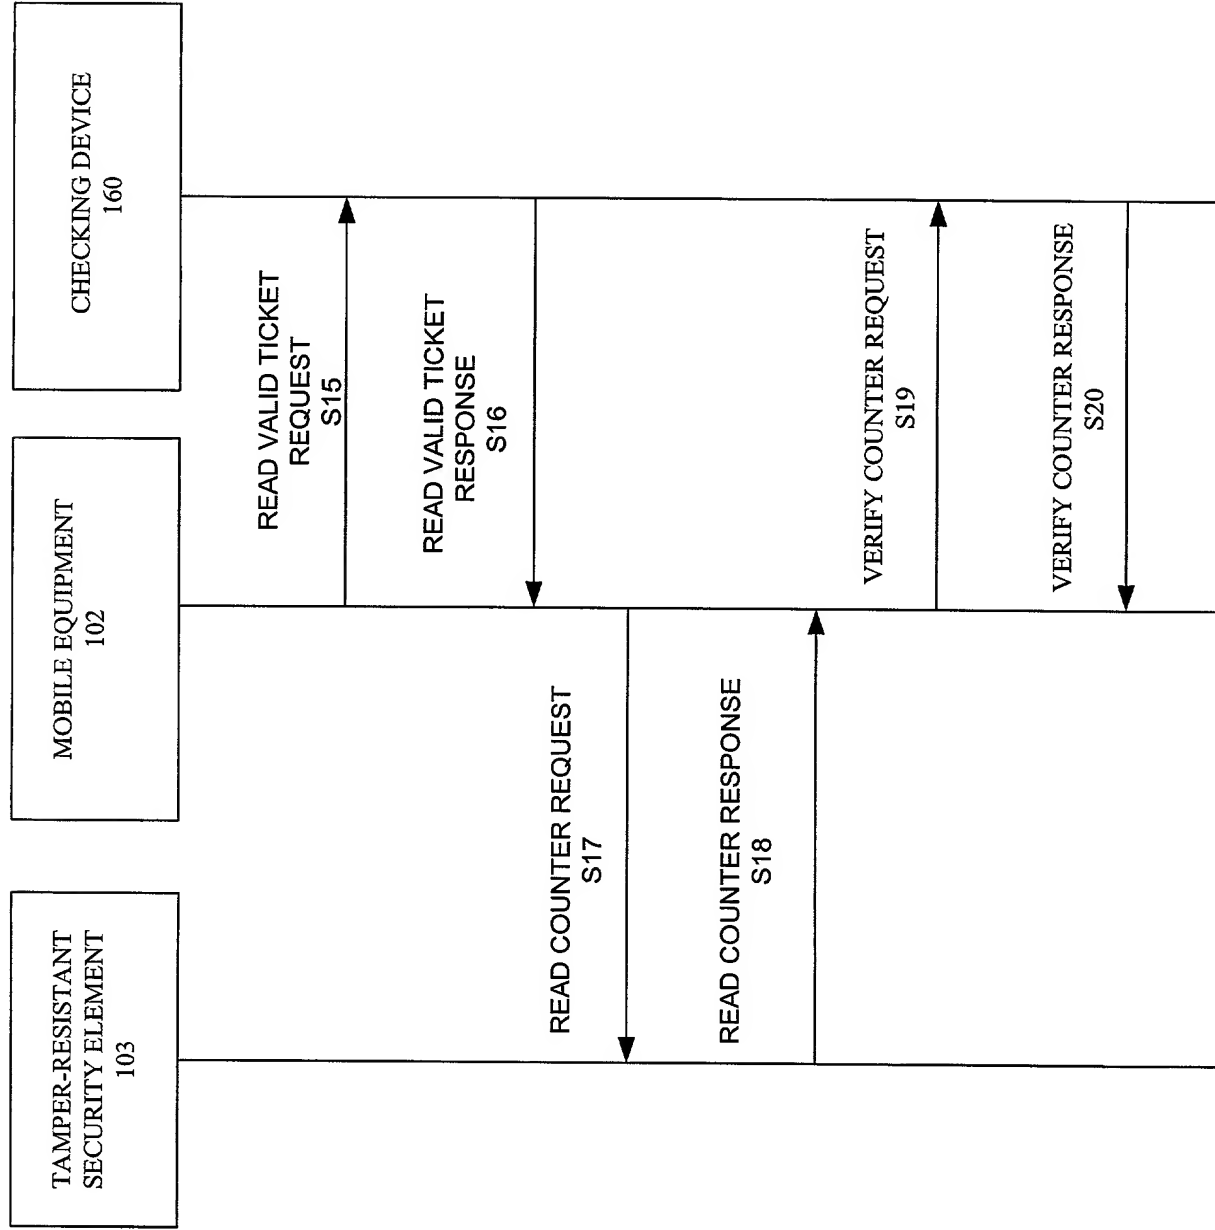 TAMPER-RESISTANT
SECURITY ELEMENT
103
MOBILE EQUIPMENT
102
CHECKING DEVICE
160
READ VALID TICKET
REQUEST
S15
READ VALID TICKET
RESPONSE
S16
READ COUNTER REQUEST
S17
READ COUNTER RESPONSE
S18
VERIFY COUNTER REQUEST
S19
VERIFY COUNTER RESPONSE
S20